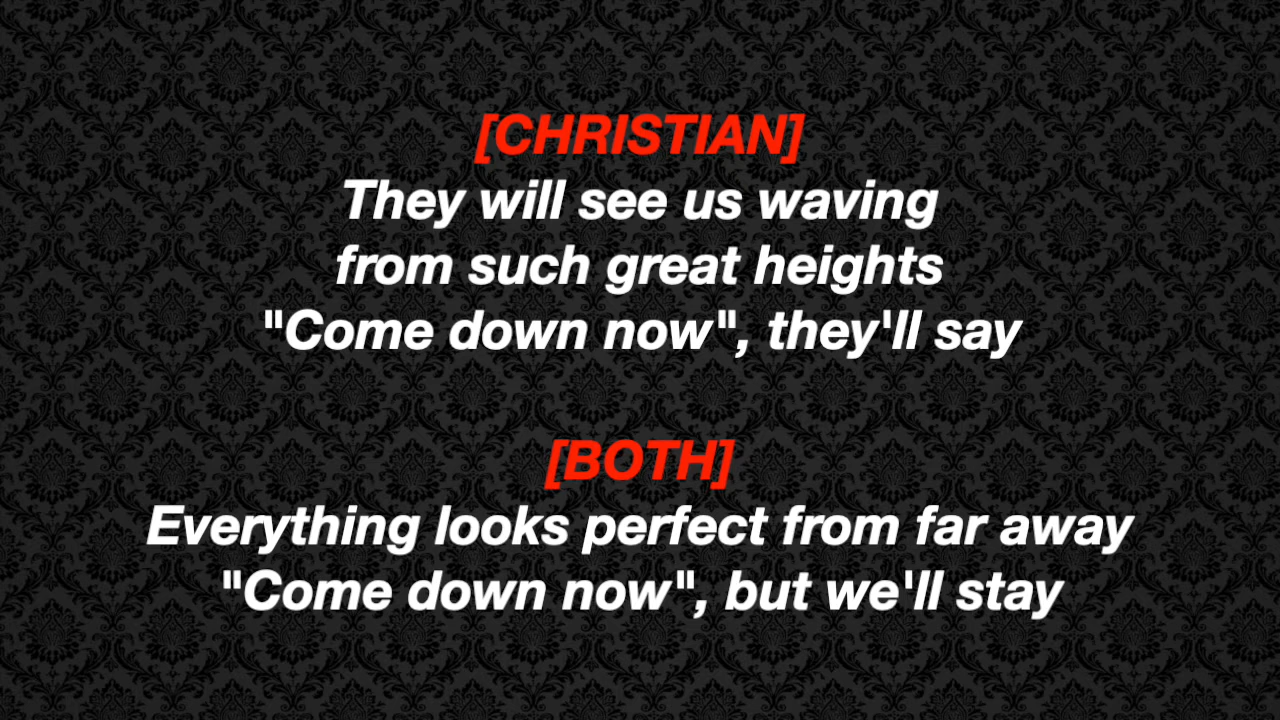 [CHRISTIAN]
They will see us waving
from such great heights
"Come down now", they'll say
[BOTH]
Everything looks perfect from far away
"Come down now", but we'll stay